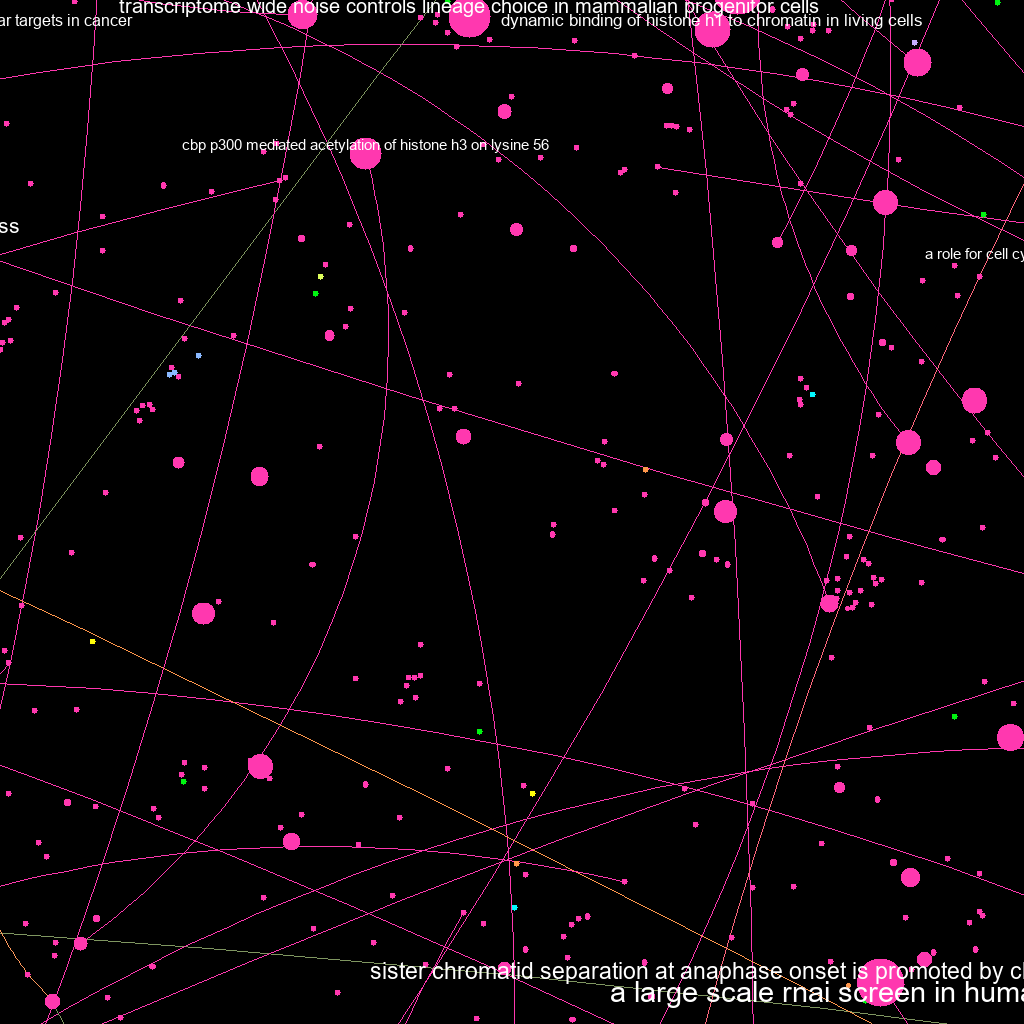 transcriptome wide noise controls lineage choice in mammalian progenitor cells
ar targets in cancer
dynamic binding of histone h1 to chromatin in living cells
cbp p300 mediated acetylation of histone h3 on lysine 56
ss
a role for cell cy
sister chromatid separation at anaphase onset is promoted by cl
a large scale rnai screen in huma